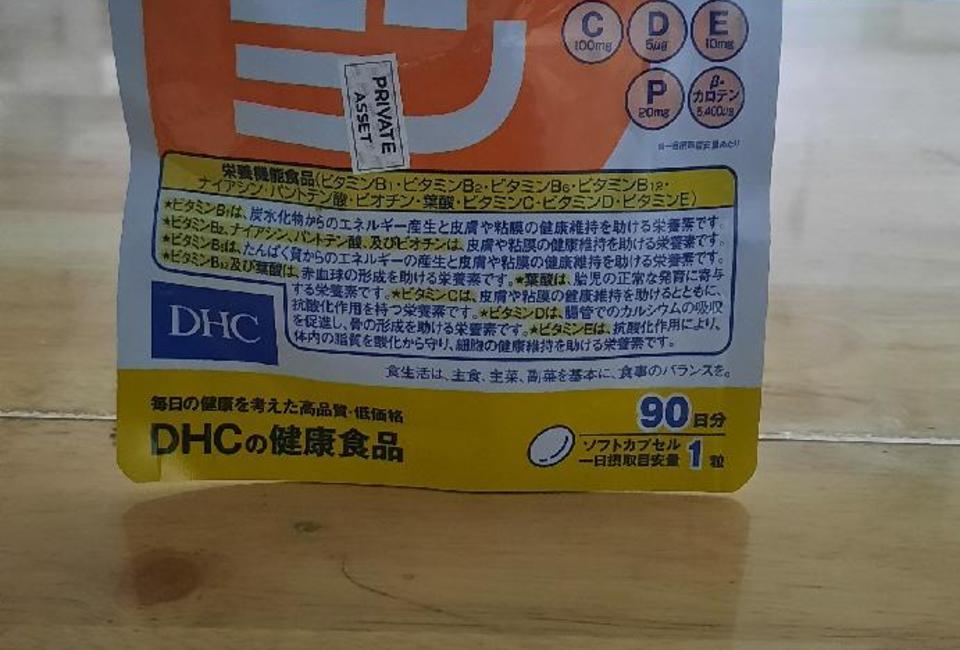 C D E
100mg 5μg 10mg
P β-カロテン
20mg 5,400μg
※一日摂取目安量あたり
PRIVATE
ASSET
栄養機能食品(ビタミンB1・ビタミンB2・ビタミンB6・ビタミンB12・
ナイアシン・パントテン酸・ビオチン・葉酸・ビタミンC・ビタミンD・ビタミンE)
★ビタミンB1は、炭水化物からのエネルギー産生と皮膚や粘膜の健康維持を助ける栄養素です。
★ビタミンB2、ナイアシン、パントテン酸、及びビオチンは、皮膚や粘膜の健康維持を助ける栄養素です。
★ビタミンB6は、たんぱく質からのエネルギーの産生と皮膚や粘膜の健康維持を助ける栄養素です。
★ビタミンB12及び葉酸は、赤血球の形成を助ける栄養素です。★葉酸は、胎児の正常な発育に寄与
する栄養素です。★ビタミンCは、皮膚や粘膜の健康維持を助けるとともに、
抗酸化作用を持つ栄養素です。★ビタミンDは、腸管でのカルシウムの吸収
を促進し、骨の形成を助ける栄養素です。★ビタミンEは、抗酸化作用により、
体内の脂質を酸化から守り、細胞の健康維持を助ける栄養素です。
DHC
食生活は、主食、主菜、副菜を基本に、食事のバランスを。
毎日の健康を考えた高品質・低価格
DHCの健康食品
90日分
ソフトカプセル
一日摂取目安量 1粒